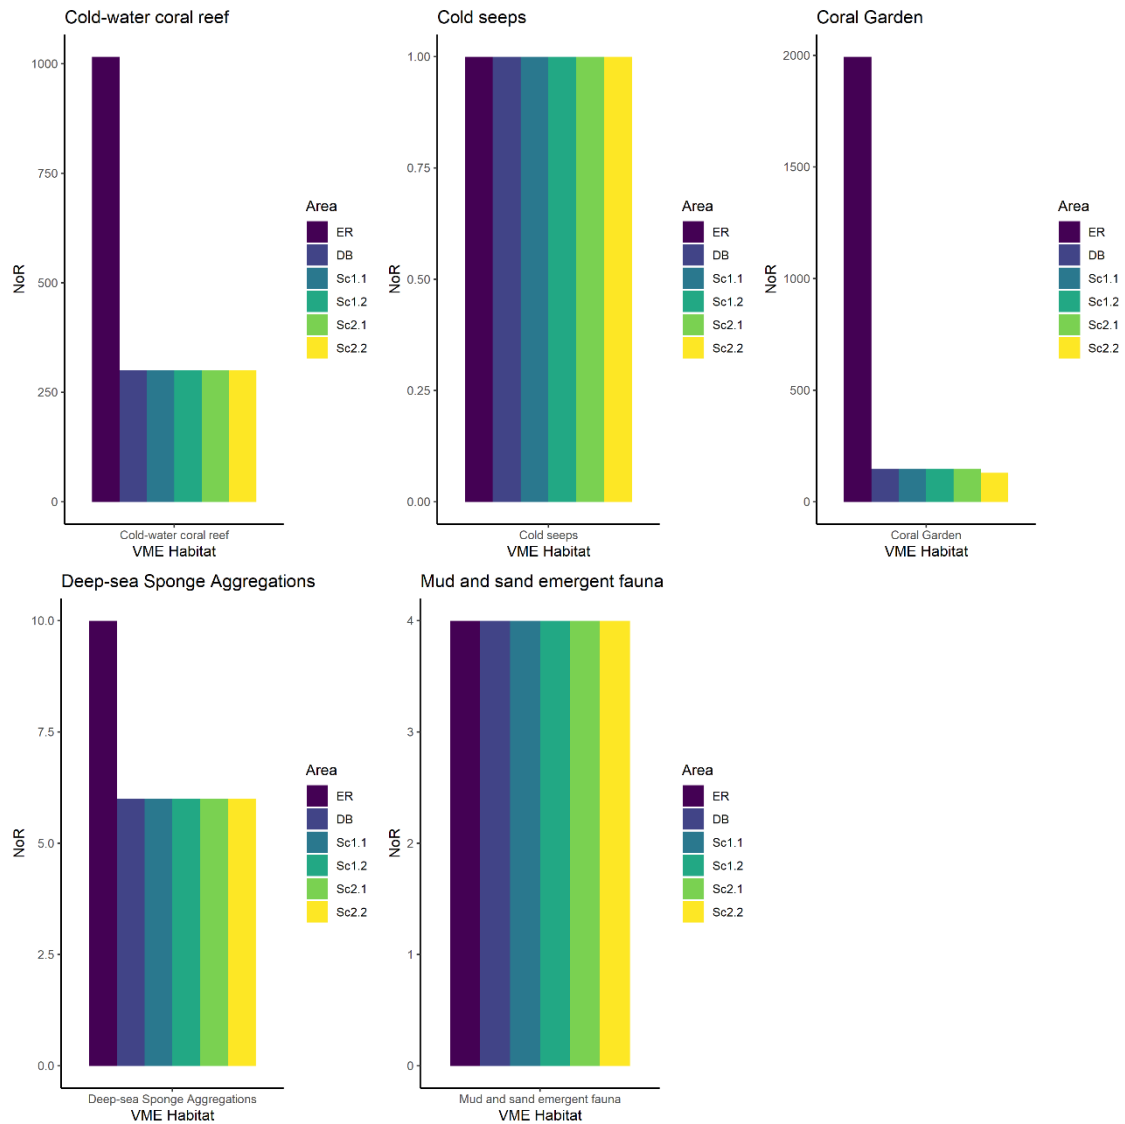 Cold-water coral reef
1000
750
500
250
0
NoR
Cold-water coral reef
VME Habitat
Area
ER
DB
Sc1.1
Sc1.2
Sc2.1
Sc2.2
Cold seeps
1.00
0.75
0.50
0.25
0.00
NoR
Cold seeps
VME Habitat
Area
ER
DB
Sc1.1
Sc1.2
Sc2.1
Sc2.2
Coral Garden
2000
1500
1000
500
0
NoR
Coral Garden
VME Habitat
Area
ER
DB
Sc1.1
Sc1.2
Sc2.1
Sc2.2
Deep-sea Sponge Aggregations
10.0
7.5
5.0
2.5
0.0
NoR
Deep-sea Sponge Aggregations
VME Habitat
Area
ER
DB
Sc1.1
Sc1.2
Sc2.1
Sc2.2
Mud and sand emergent fauna
4
3
2
1
0
NoR
Mud and sand emergent fauna
VME Habitat
Area
ER
DB
Sc1.1
Sc1.2
Sc2.1
Sc2.2